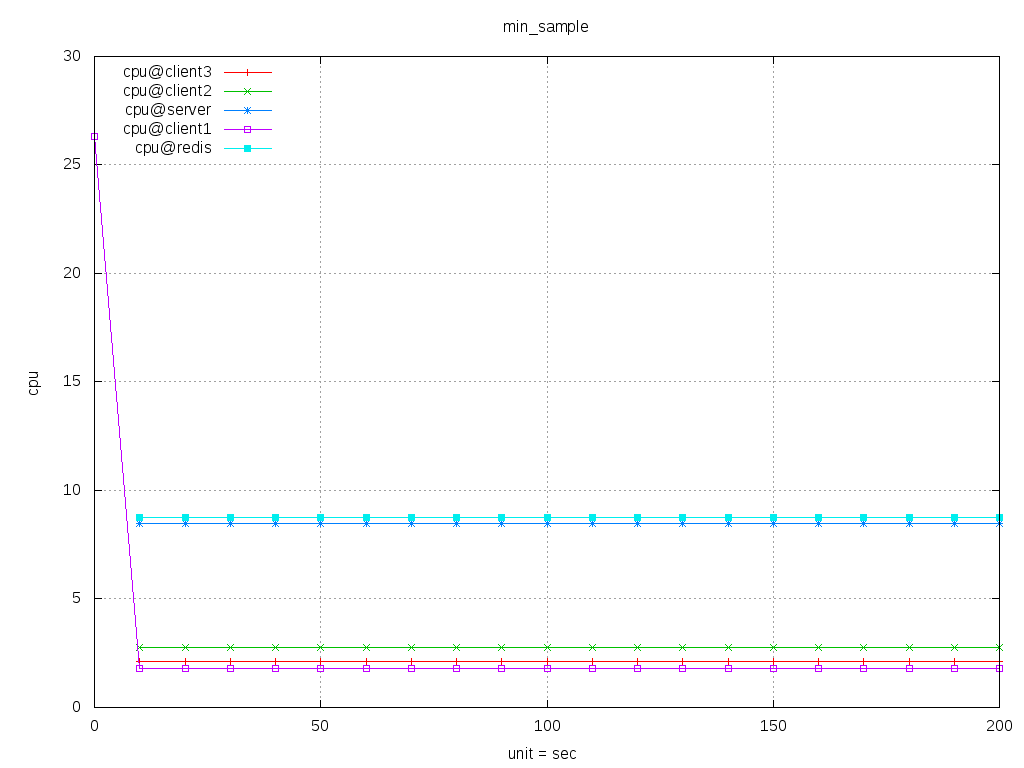 min_sample
30
25
20
15
10
5
0
cpu
cpu@client3
cpu@client2
cpu@server
cpu@client1
cpu@redis
0 50 100 150 200
unit = sec